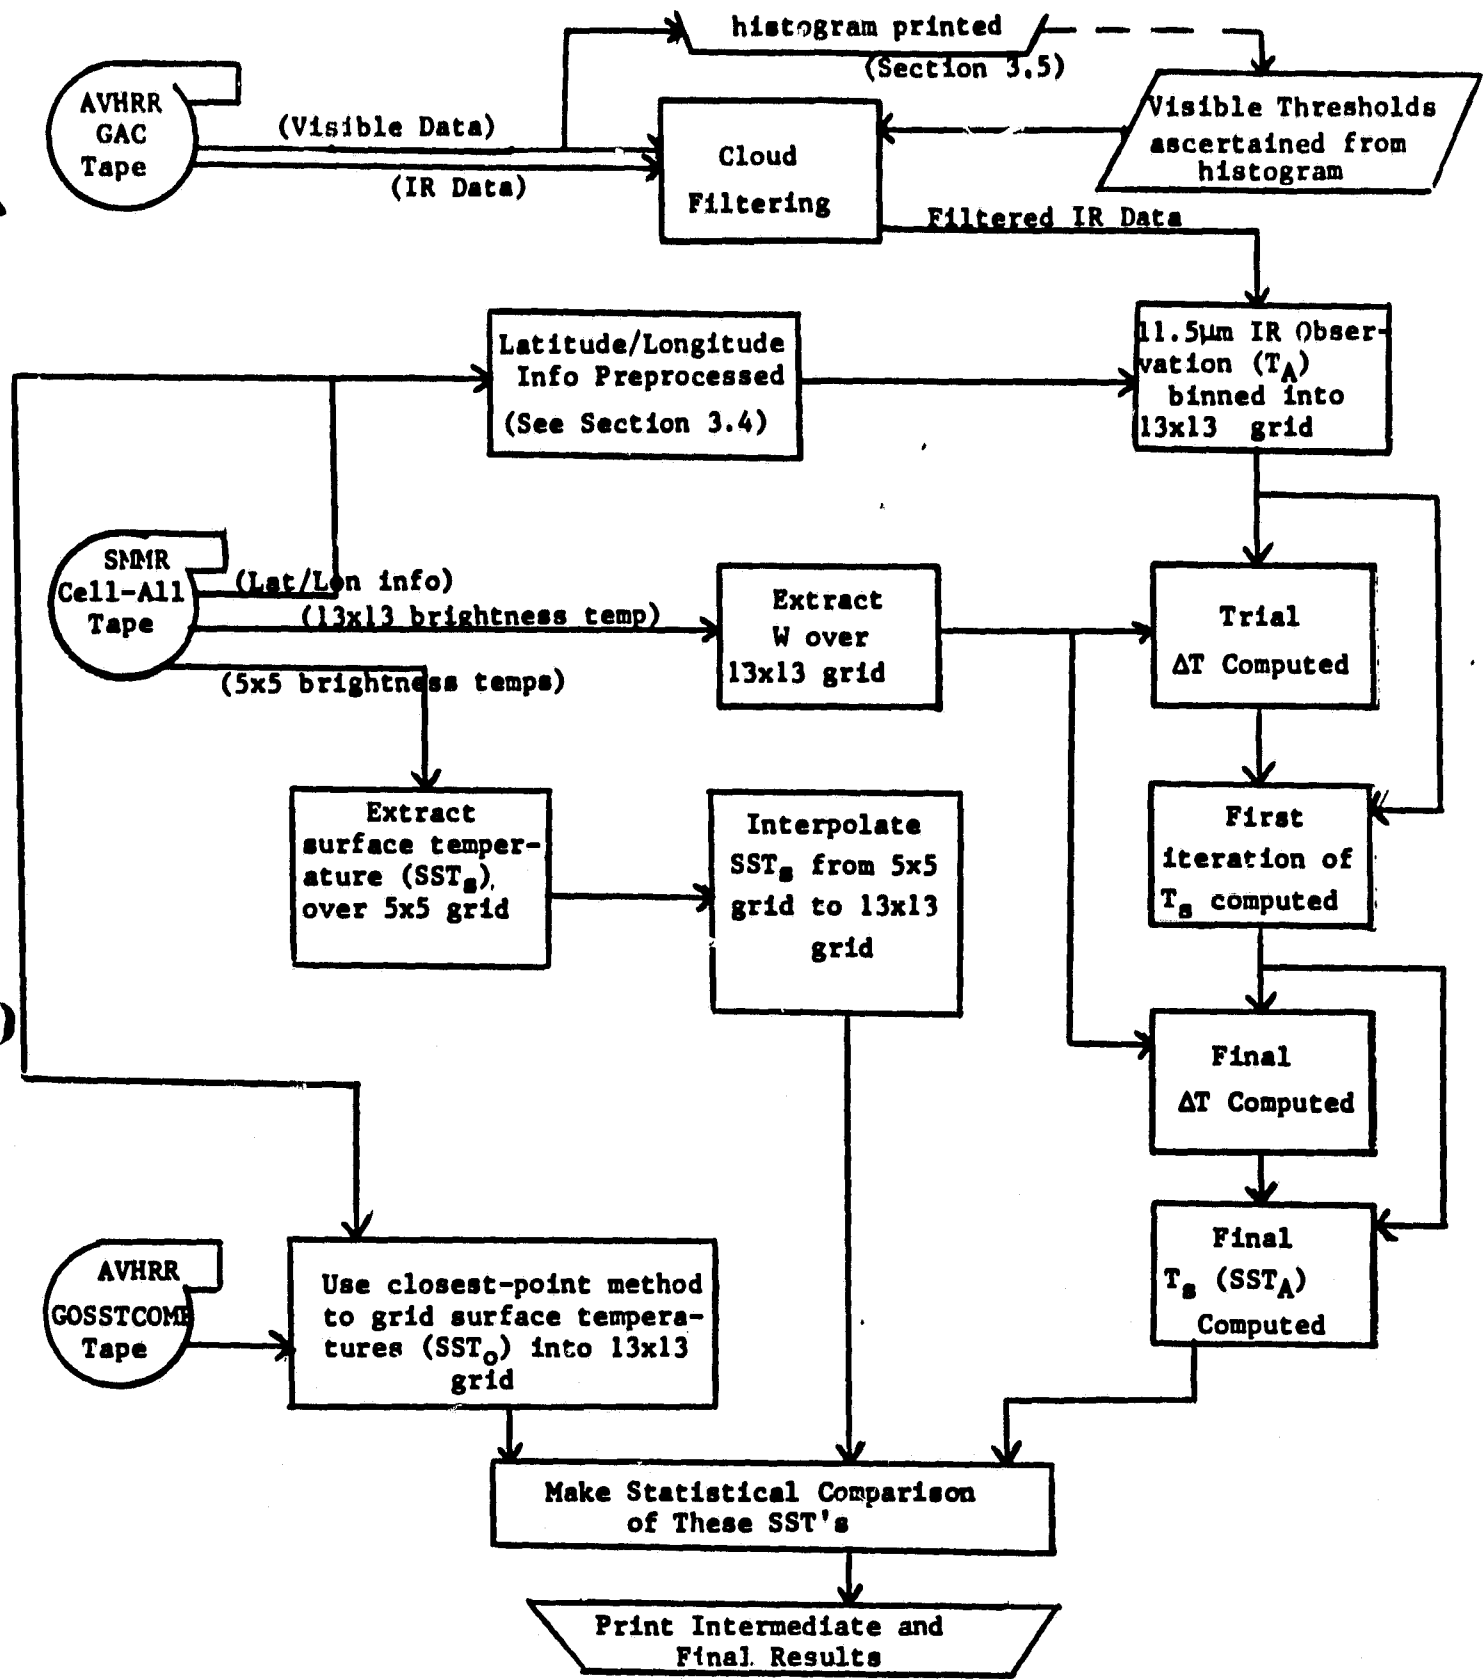 histogram printed
(Section 3.5)
AVHRR
GAC
Tape
(Visible Data)
(IR Data)
Cloud
Filtering
Visible Thresholds
ascertained from
histogram
Filtered IR Data
Latitude/Longitude
Info Preprocessed
(See Section 3.4)
11.5μm IR Obser-
vation (T_A)
binned into
13x13 grid
SMMR
Cell-All
Tape
(Lat/Lon info)
(13x13 brightness temp)
(5x5 brightness temps)
Extract
W over
13x13 grid
Trial
ΔT Computed
Extract
surface temper-
ature (SST_s),
over 5x5 grid
Interpolate
SST_s from 5x5
grid to 13x13
grid
First
iteration of
T_s computed
Final
ΔT Computed
Final
T_s (SST_A)
Computed
AVHRR
GOSSTCOMP
Tape
Use closest-point method
to grid surface tempera-
tures (SST_O) into 13x13
grid
Make Statistical Comparison
of These SST's
Print Intermediate and
Final Results